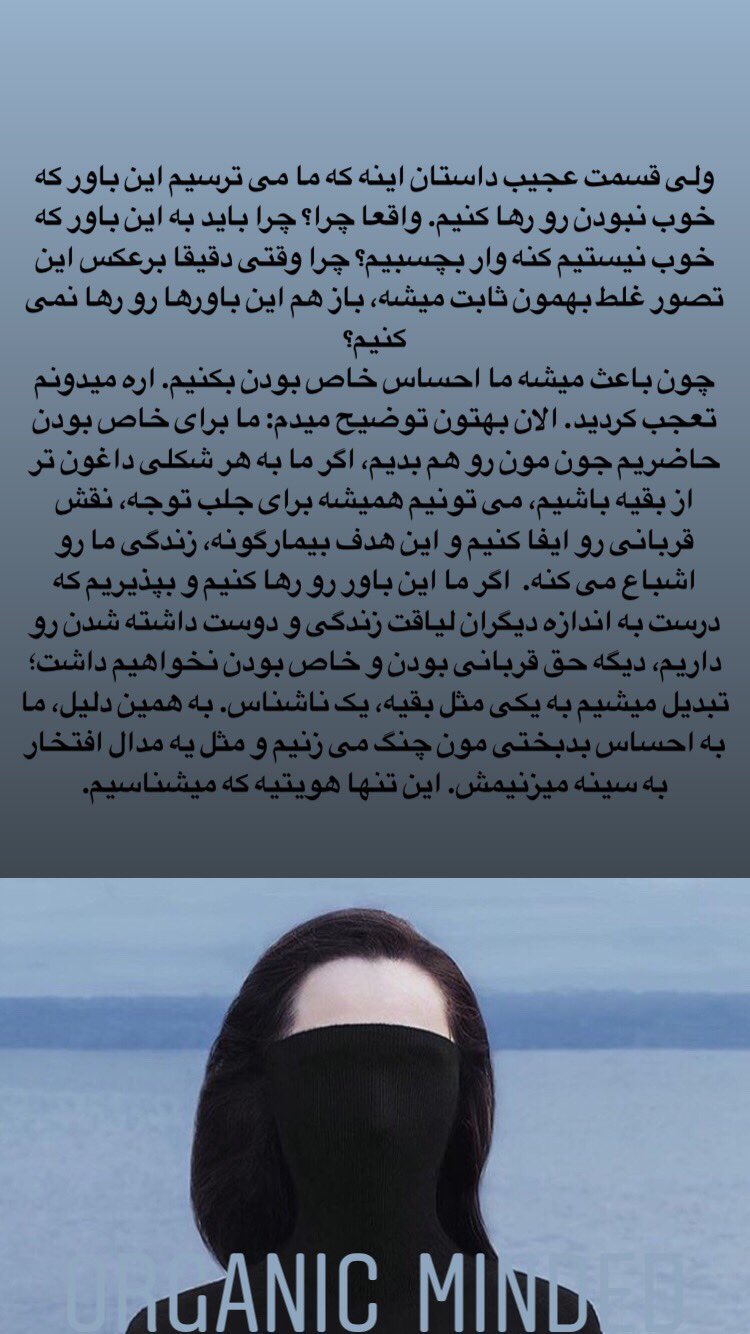 ولی قسمت عجیب داستان اینه که ما می ترسیم این باور که
خوب نبودن رو رها کنیم. واقعا چرا؟ چرا باید به این باور که
خوب نیستیم کنه وار بچسبیم؟ چرا وقتی دقیقا برعکس این
تصور غلط بهمون ثابت میشه، باز هم این باورها رو رها نمی
کنیم؟
چون باعث میشه ما احساس خاص بودن بکنیم. اره میدونم
تعجب کردید. الان بهتون توضیح میدم: ما برای خاص بودن
حاضریم جون مون رو هم بدیم، اگر ما به هر شکلی داغون تر
از بقیه باشیم، می تونیم همیشه برای جلب توجه، نقش
قربانی رو ایفا کنیم و این هدف بیمارگونه، زندگی ما رو
اشباع می کنه. اگر ما این باور رو رها کنیم و بپذیریم که
درست به اندازه دیگران لیاقت زندگی و دوست داشته شدن رو
داریم، دیگه حق قربانی بودن و خاص بودن نخواهیم داشت؛
تبدیل میشیم به یکی مثل بقیه، یک ناشناس. به همین دلیل، ما
به احساس بدبختی مون چنگ می زنیم و مثل یه مدال افتخار
به سینه میزنیمش. این تنها هویتیه که میشناسیم.
ORGANIC MINDED